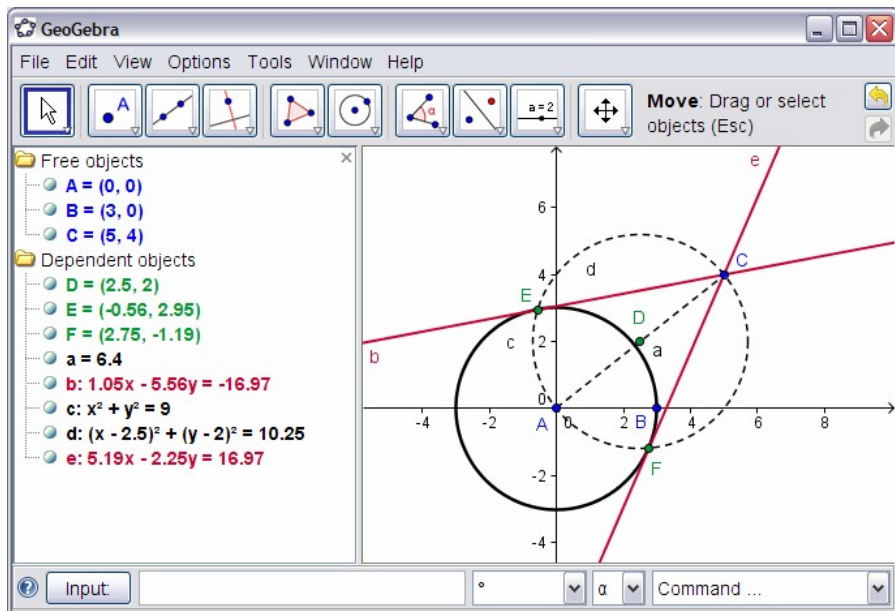 GeoGebra
File Edit View Options Tools Window Help
A
α
a=2
Move: Drag or select
objects (Esc)
Free objects
A = (0, 0)
B = (3, 0)
C = (5, 4)
Dependent objects
D = (2.5, 2)
E = (-0.56, 2.95)
F = (2.75, -1.19)
a = 6.4
b: 1.05x - 5.56y = -16.97
c: x² + y² = 9
d: (x - 2.5)² + (y - 2)² = 10.25
e: 5.19x - 2.25y = 16.97
e
6
C
4
d
E
D
c
2
a
b
0
A
0
B
-4 -2 2 4 6 8
F
-2
-4
Input:
°
α
Command ...